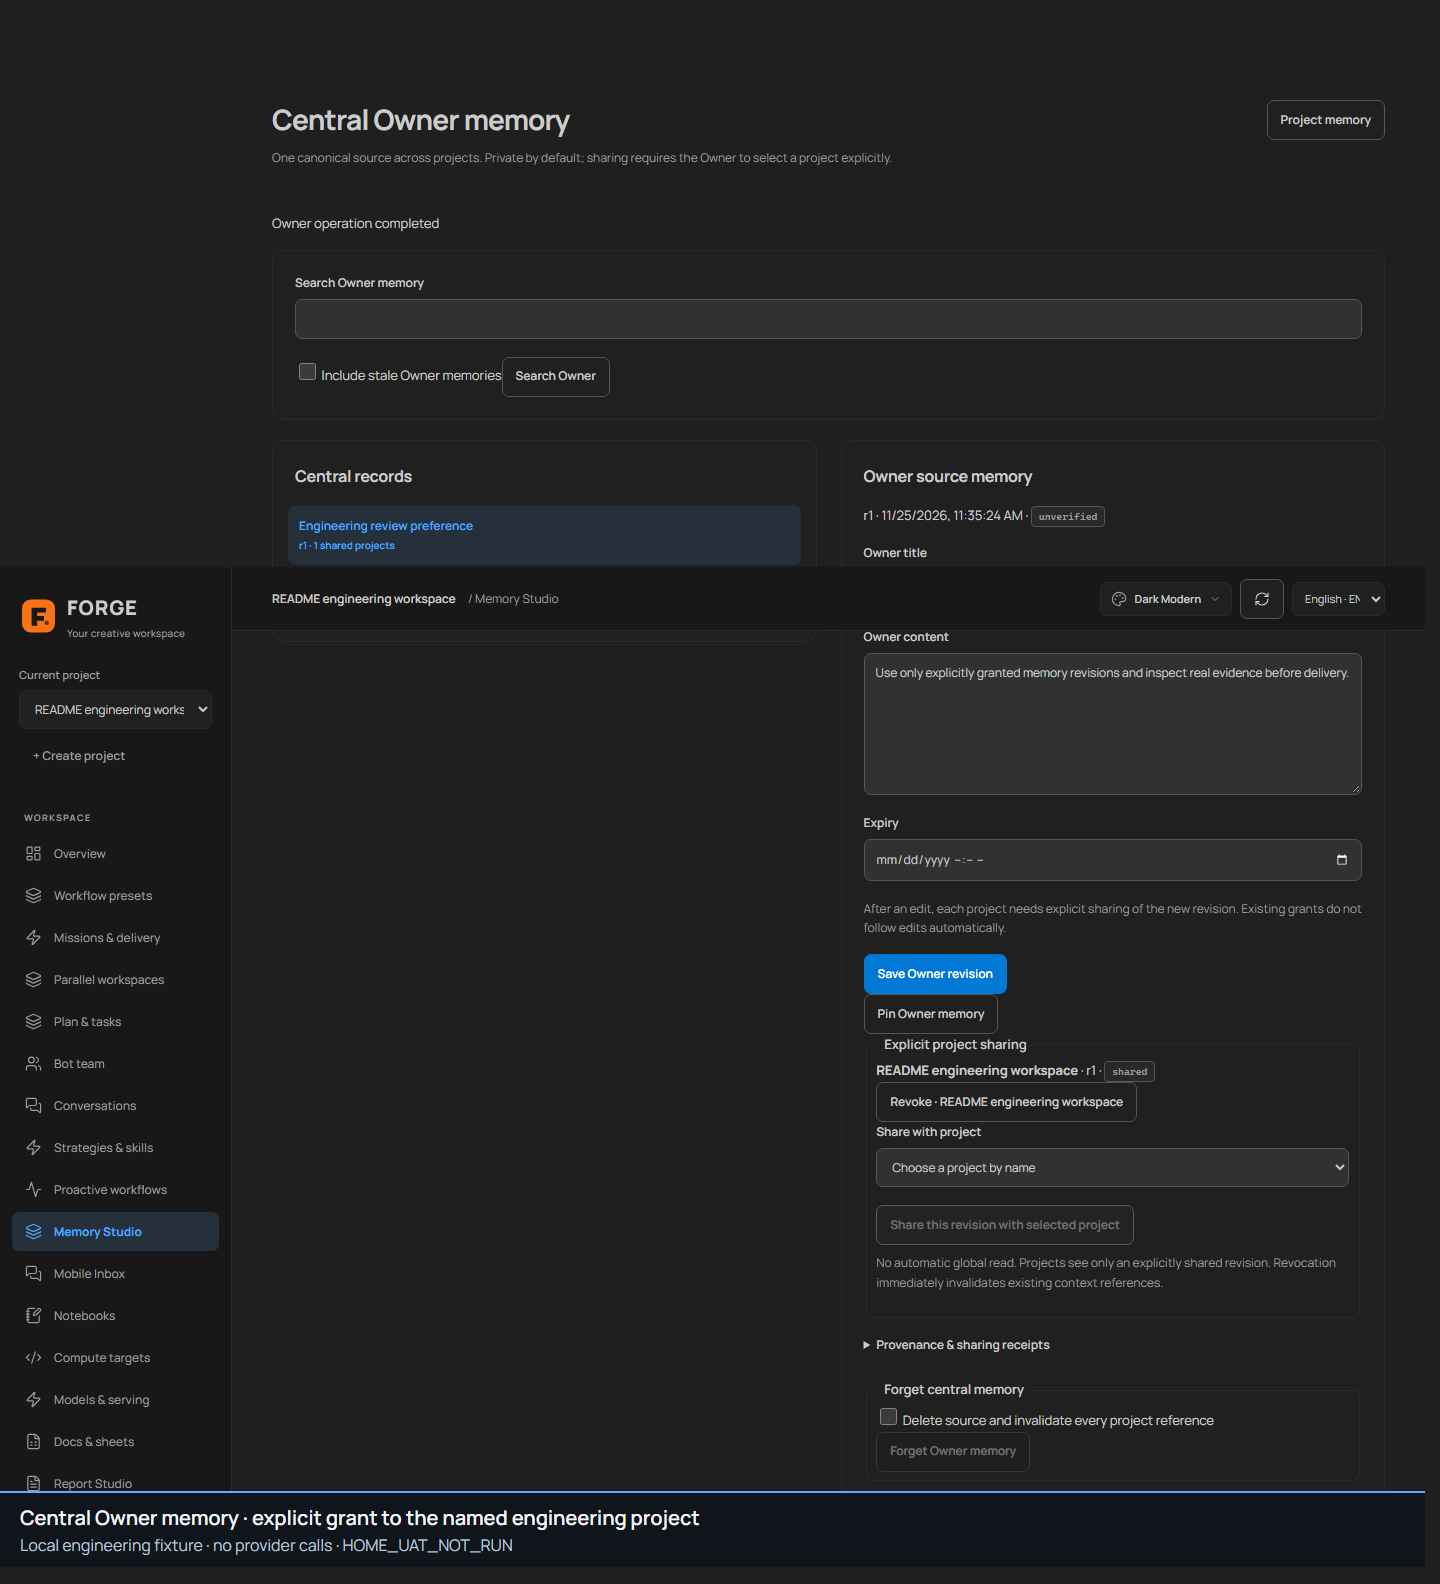 Central Owner memory
Project memory
One canonical source across projects. Private by default; sharing requires the Owner to select a project explicitly.
Owner operation completed
Search Owner memory
Include stale Owner memories
Search Owner
Central records
Engineering review preference
r1 · 1 shared projects
Owner source memory
r1 · 11/25/2026, 11:35:24 AM · unverified
Owner title
FORGE
Your creative workspace
Current project
README engineering works
+ Create project
WORKSPACE
Overview
Workflow presets
Missions & delivery
Parallel workspaces
Plan & tasks
Bot team
Conversations
Strategies & skills
Proactive workflows
Memory Studio
Mobile Inbox
Notebooks
Compute targets
Models & serving
Docs & sheets
Report Studio
README engineering workspace / Memory Studio
Dark Modern
English · EN
Owner content
Use only explicitly granted memory revisions and inspect real evidence before delivery.
Expiry
mm/dd/yyyy --:-- --
After an edit, each project needs explicit sharing of the new revision. Existing grants do not
follow edits automatically.
Save Owner revision
Pin Owner memory
Explicit project sharing
README engineering workspace · r1 · shared
Revoke · README engineering workspace
Share with project
Choose a project by name
Share this revision with selected project
No automatic global read. Projects see only an explicitly shared revision. Revocation
immediately invalidates existing context references.
Provenance & sharing receipts
Forget central memory
Delete source and invalidate every project reference
Forget Owner memory
Central Owner memory · explicit grant to the named engineering project
Local engineering fixture · no provider calls · HOME_UAT_NOT_RUN